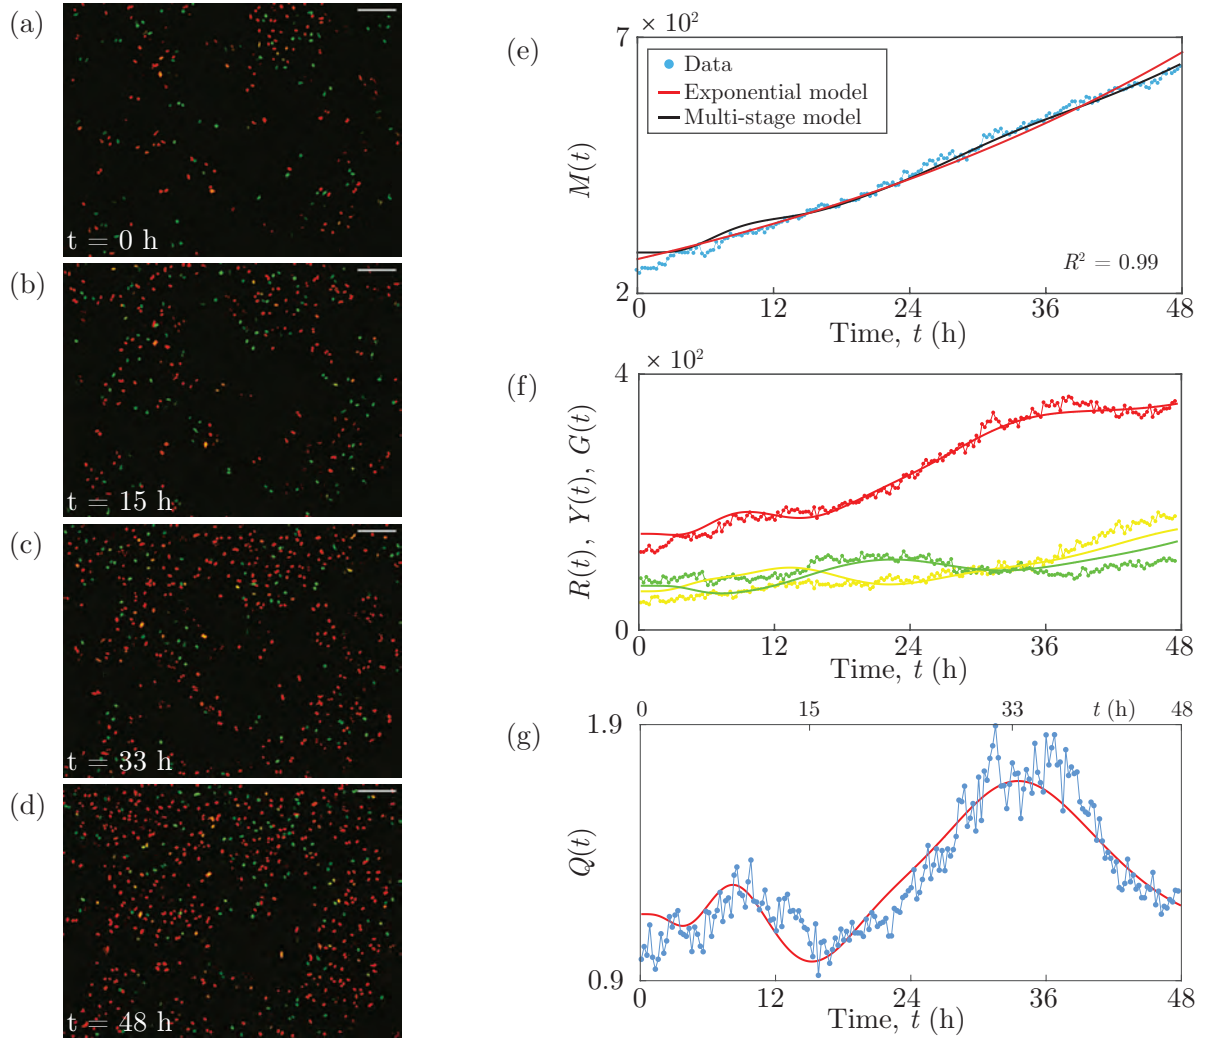 (a)
t = 0 h
(b)
t = 15 h
(c)
t = 33 h
(d)
t = 48 h
(e)
× 10²
7
2
M(t)
Data
Exponential model
Multi-stage model
R² = 0.99
0 12 24 36 48
Time, t (h)
(f)
× 10²
4
0
R(t), Y(t), G(t)
0 12 24 36 48
Time, t (h)
(g)
0 15 33 t (h) 48
1.9
0.9
Q(t)
0 12 24 36 48
Time, t (h)